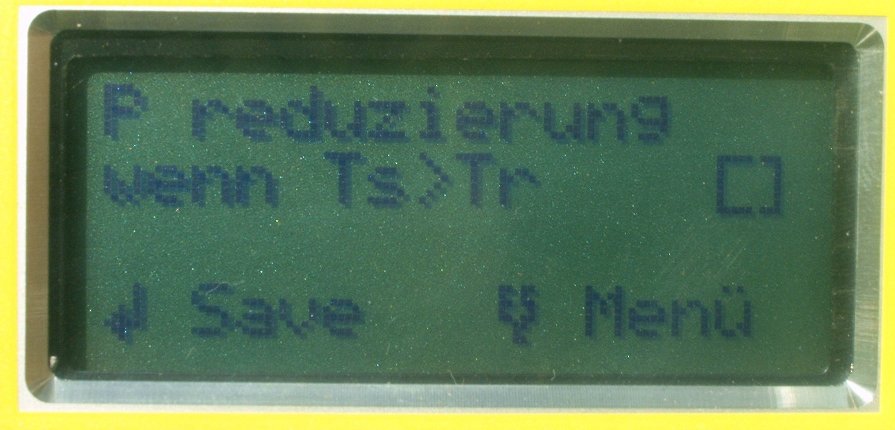 P reduzierung
wenn Ts>Tr []
↲ Save Menü